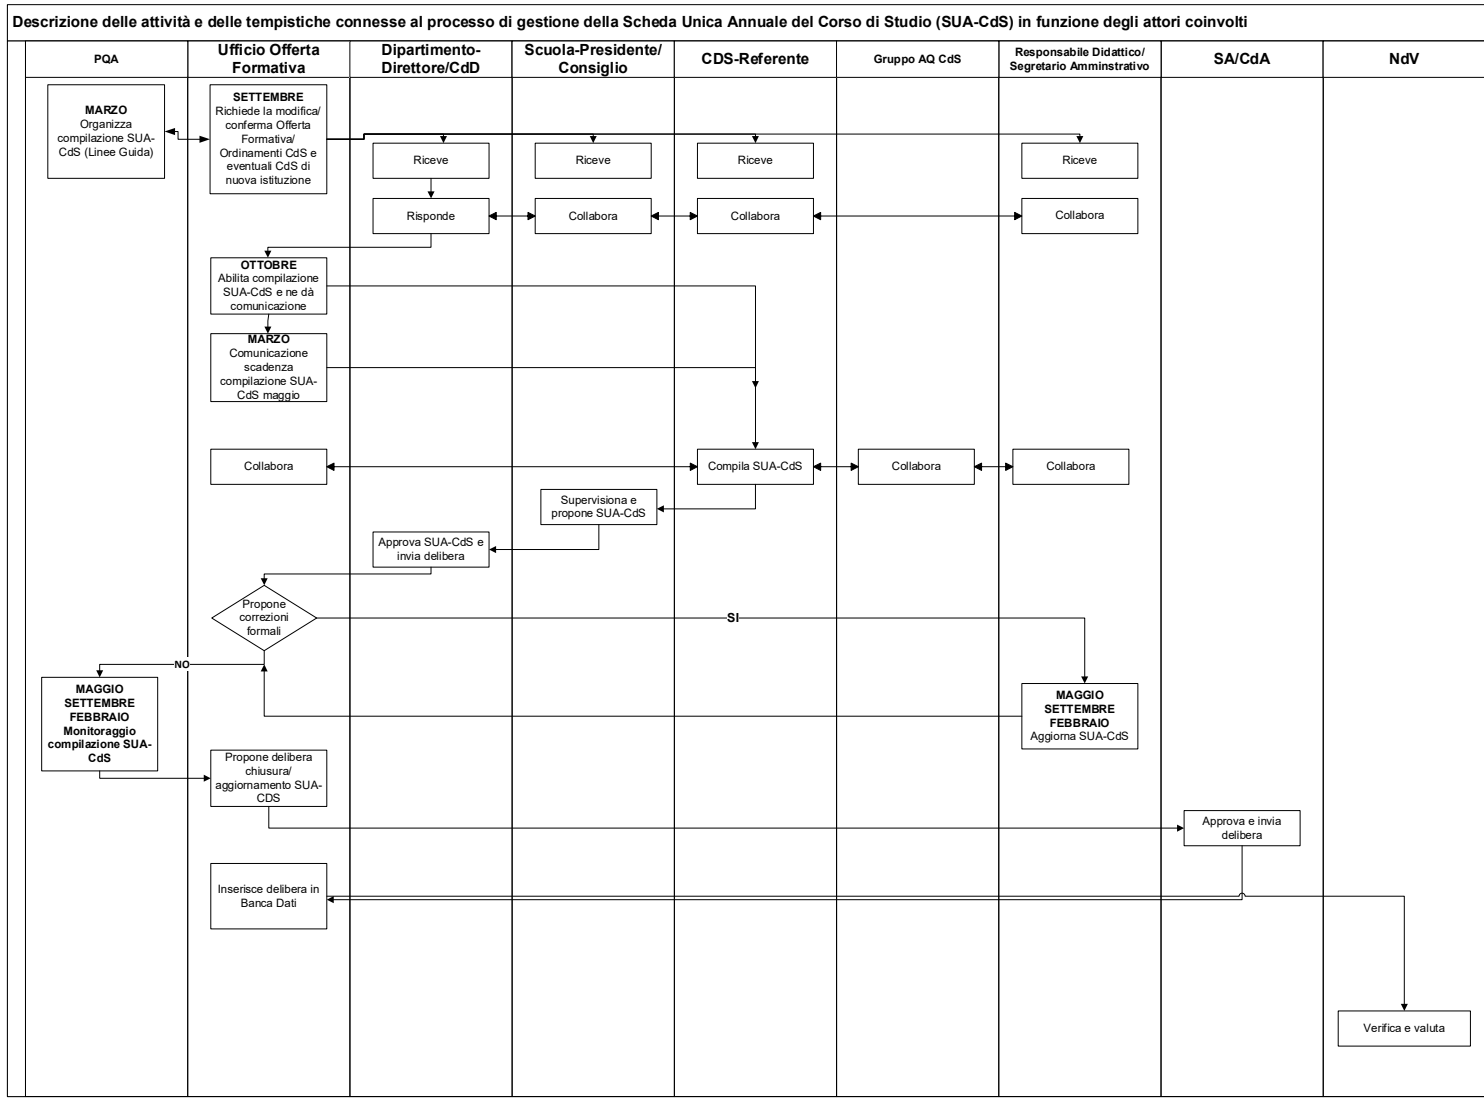 Descrizione delle attività e delle tempistiche connesse al processo di gestione della Scheda Unica Annuale del Corso di Studio (SUA-CdS) in funzione degli attori coinvolti
PQA
Ufficio Offerta
Formativa
Dipartimento-
Direttore/CdD
Scuola-Presidente/
Consiglio
CDS-Referente
Gruppo AQ CdS
Responsabile Didattico/
Segretario Amminstrativo
SA/CdA
NdV
MARZO
Organizza
compilazione SUA-
CdS (Linee Guida)
SETTEMBRE
Richiede la modifica/
conferma Offerta
Formativa/
Ordinamenti CdS e
eventuali CdS di
nuova istituzione
Riceve
Riceve
Riceve
Riceve
Risponde
Collabora
Collabora
Collabora
OTTOBRE
Abilita compilazione
SUA-CdS e ne dà
comunicazione
MARZO
Comunicazione
scadenza
compilazione SUA-
CdS maggio
Collabora
Compila SUA-CdS
Collabora
Collabora
Supervisiona e
propone SUA-CdS
Approva SUA-CdS e
invia delibera
Propone
correzioni
formali
SI
NO
MAGGIO
SETTEMBRE
FEBBRAIO
Monitoraggio
compilazione SUA-
CdS
MAGGIO
SETTEMBRE
FEBBRAIO
Aggiorna SUA-CdS
Propone delibera
chiusura/
aggiornamento SUA-
CDS
Approva e invia
delibera
Inserisce delibera in
Banca Dati
Verifica e valuta